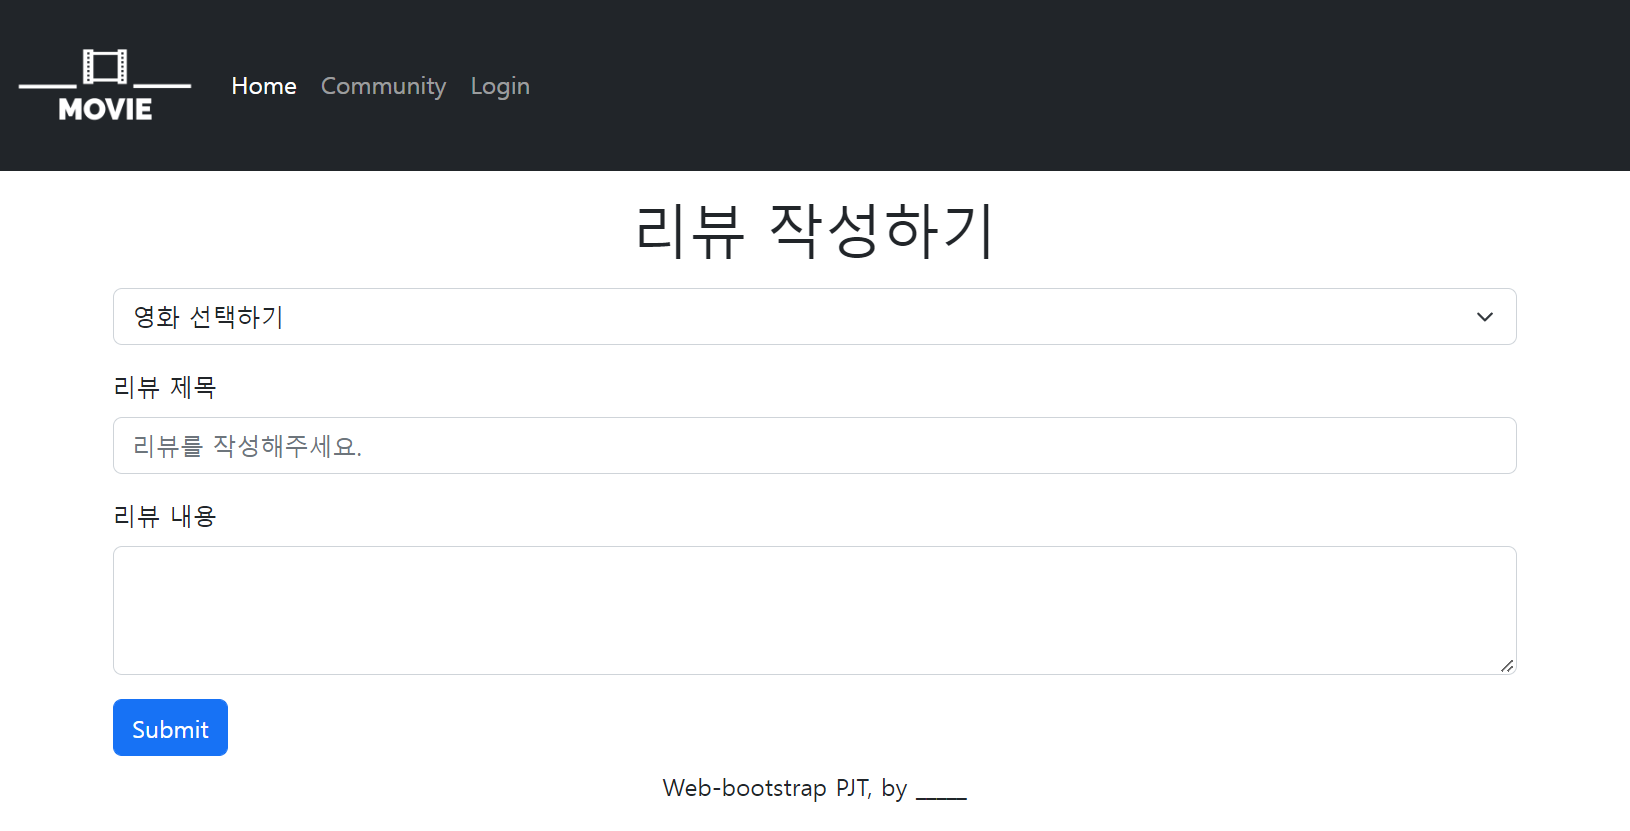 MOVIE
Home Community Login
리뷰 작성하기
영화 선택하기
리뷰 제목
리뷰를 작성해주세요.
리뷰 내용
Submit
Web-bootstrap PJT, by _____